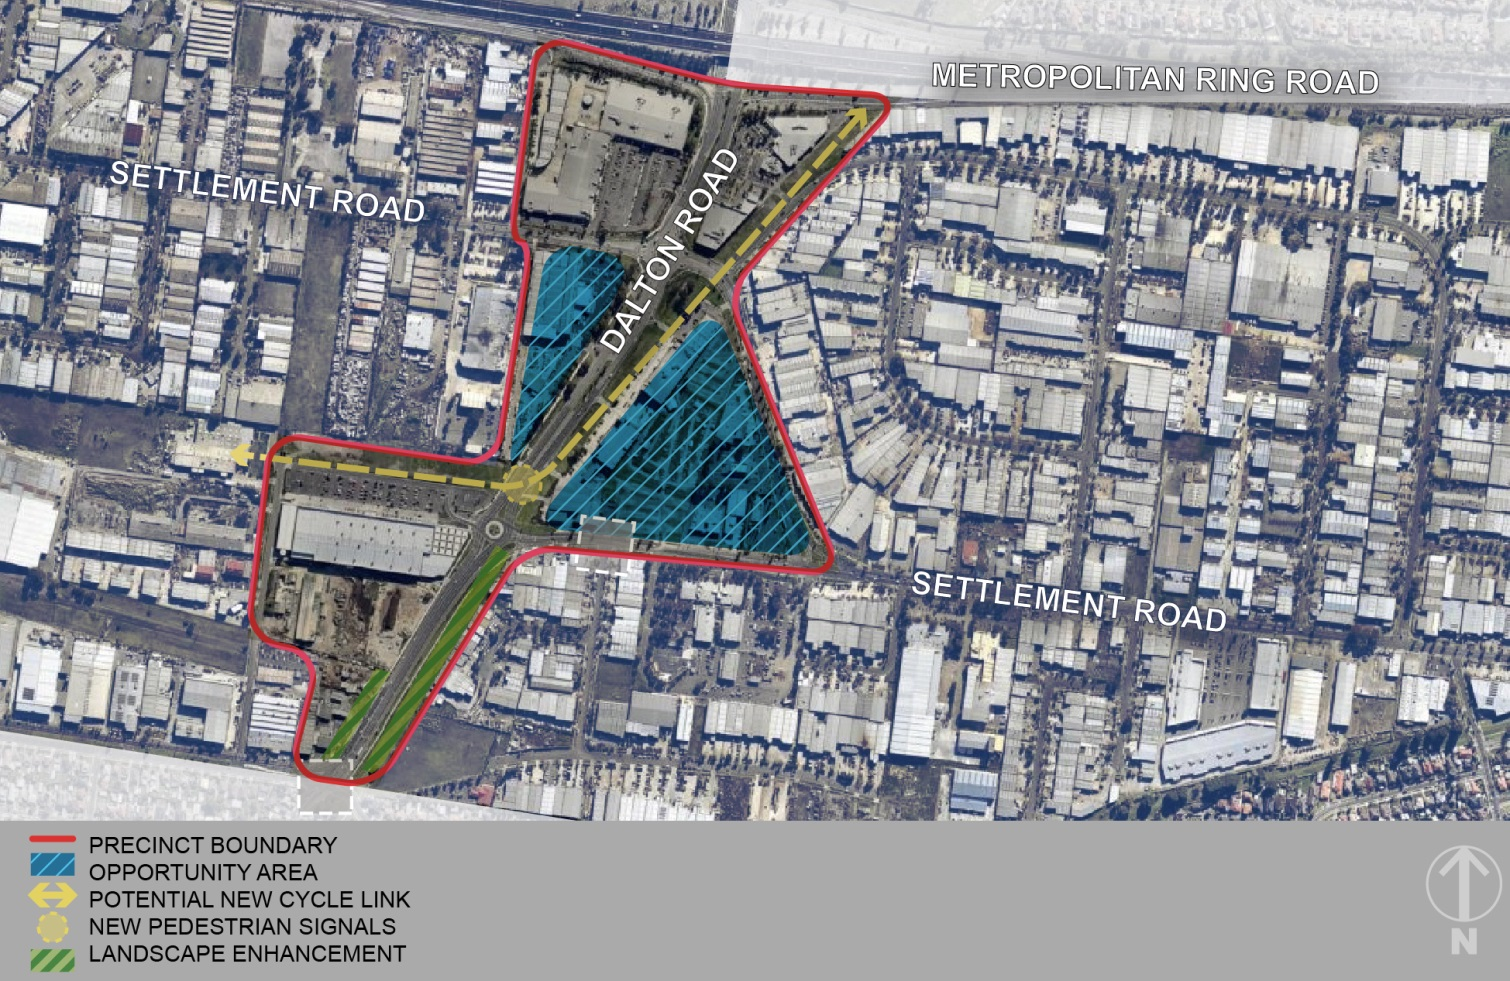 METROPOLITAN RING ROAD
SETTLEMENT ROAD
DALTON ROAD
SETTLEMENT ROAD
PRECINCT BOUNDARY
OPPORTUNITY AREA
POTENTIAL NEW CYCLE LINK
NEW PEDESTRIAN SIGNALS
LANDSCAPE ENHANCEMENT
N